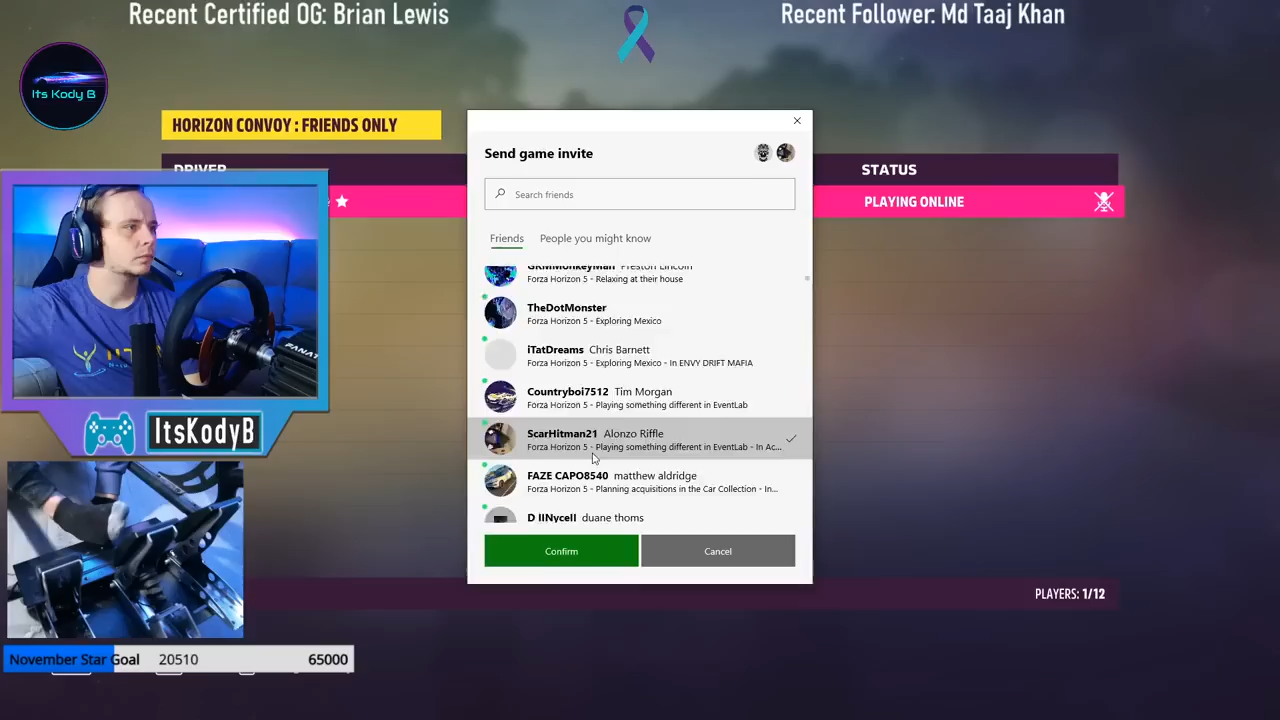 Recent Certified OG: Brian Lewis
Recent Follower: Md Taaj Khan
Its Kody B
HORIZON CONVOY : FRIENDS ONLY
DRIVER
STATUS
PLAYING ONLINE
Send game invite
Search friends
Friends
People you might know
GRMMonkeyMan Preston Lincoln
Forza Horizon 5 - Relaxing at their house
TheDotMonster
Forza Horizon 5 - Exploring Mexico
iTatDreams Chris Barnett
Forza Horizon 5 - Exploring Mexico - In ENVY DRIFT MAFIA
Countryboi7512 Tim Morgan
Forza Horizon 5 - Playing something different in EventLab
ScarHitman21 Alonzo Riffle
Forza Horizon 5 - Playing something different in EventLab - In Ac...
FAZE CAPO8540 matthew aldridge
Forza Horizon 5 - Planning acquisitions in the Car Collection - In...
D IINycell duane thoms
Confirm
Cancel
FANAT
ItsKodyB
PLAYERS: 1/12
November Star Goal 20510 65000